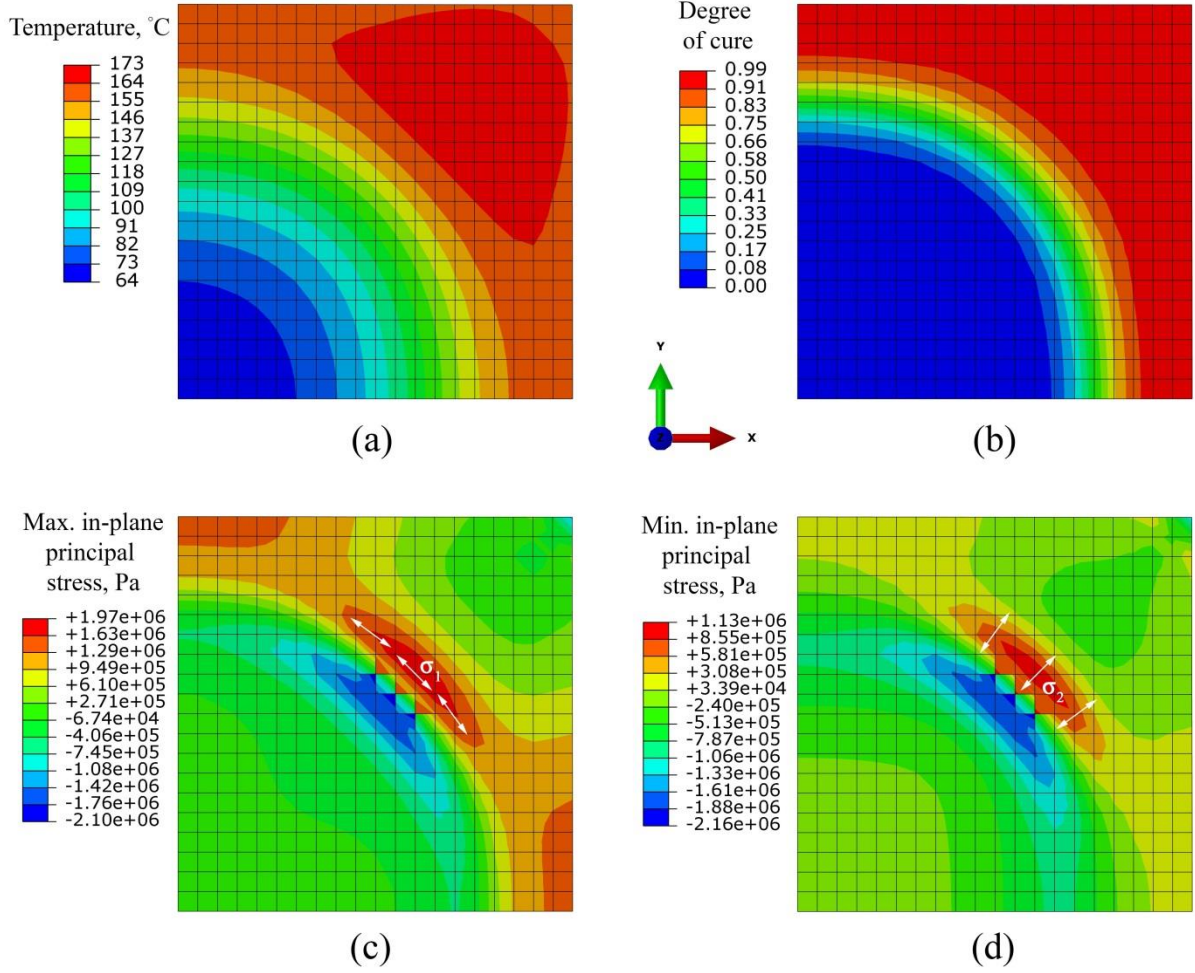 Temperature, °C
173
164
155
146
137
127
118
109
100
91
82
73
64
(a)
Degree
of cure
0.99
0.91
0.83
0.75
0.66
0.58
0.50
0.41
0.33
0.25
0.17
0.08
0.00
Y
Z
X
(b)
Max. in-plane
principal
stress, Pa
+1.97e+06
+1.63e+06
+1.29e+06
+9.49e+05
+6.10e+05
+2.71e+05
-6.74e+04
-4.06e+05
-7.45e+05
-1.08e+06
-1.42e+06
-1.76e+06
-2.10e+06
σ₁
(c)
Min. in-plane
principal
stress, Pa
+1.13e+06
+8.55e+05
+5.81e+05
+3.08e+05
+3.39e+04
-2.40e+05
-5.13e+05
-7.87e+05
-1.06e+06
-1.33e+06
-1.61e+06
-1.88e+06
-2.16e+06
σ₂
(d)